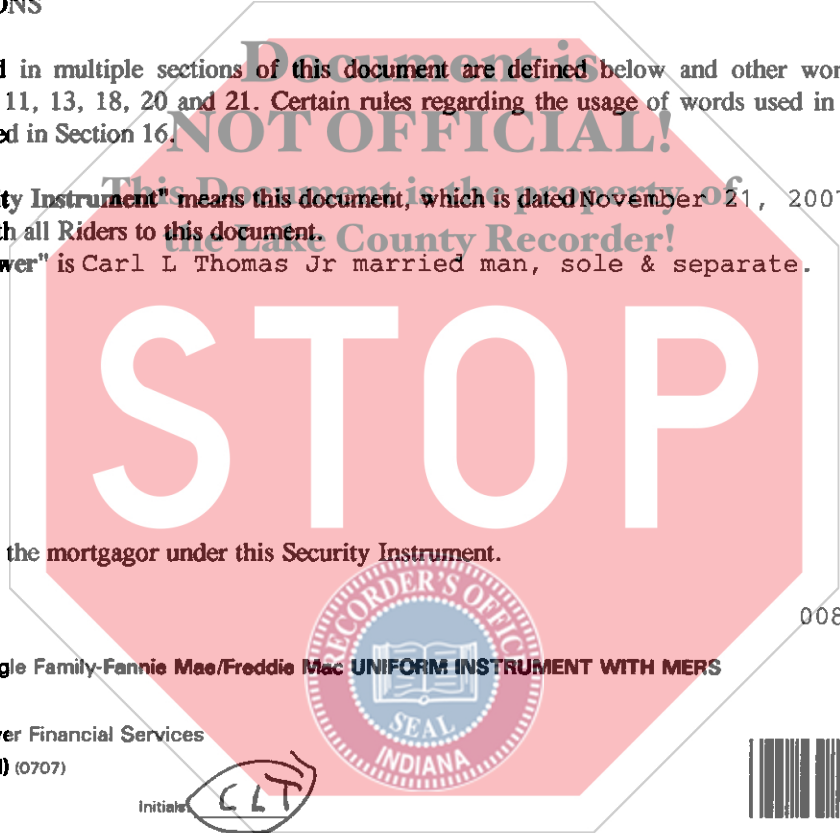 ONS
Document is
d in multiple sections of this document are defined below and other wor
11, 13, 18, 20 and 21. Certain rules regarding the usage of words used in
NOT OFFICIAL!
ed in Section 16.
This Document is the property of
ty Instrument" means this document, which is dated November 21, 2007
th all Riders to this document.
the Lake County Recorder!
wer" is Carl L Thomas Jr married man, sole & separate.
STOP
the mortgagor under this Security Instrument.
RECORDER'S OFFICE
008
gle Family-Fannie Mae/Freddie Mac UNIFORM INSTRUMENT WITH MERS
er Financial Services
SEAL
) (0707)
INDIANA
Initials: CLT